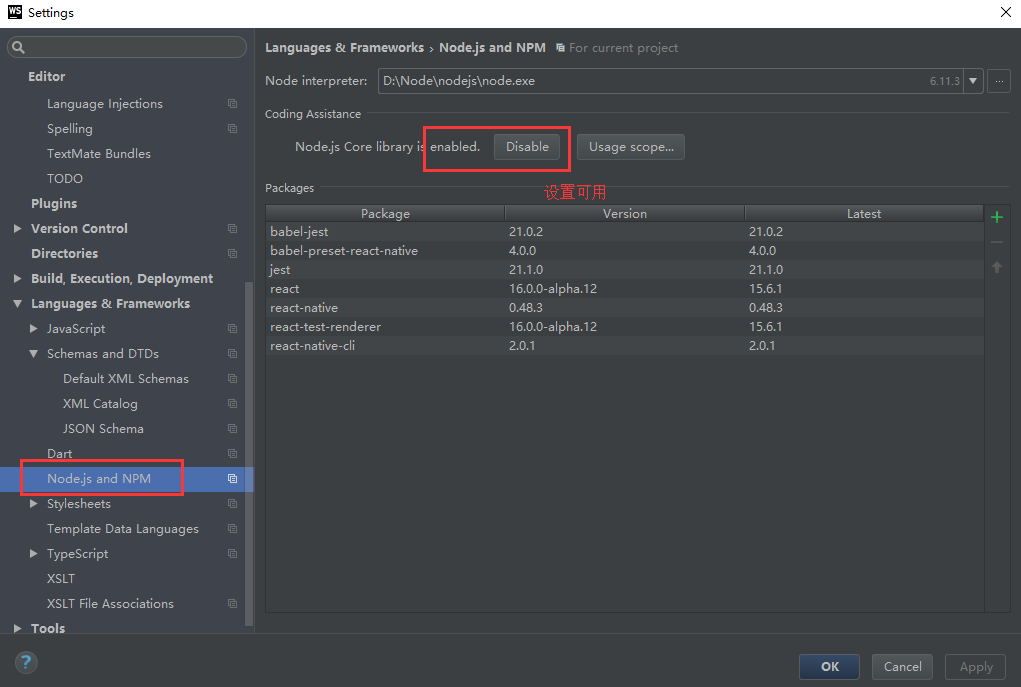 WS Settings
Editor
Language Injections
Spelling
TextMate Bundles
TODO
Plugins
Version Control
Directories
Build, Execution, Deployment
Languages & Frameworks
JavaScript
Schemas and DTDs
Default XML Schemas
XML Catalog
JSON Schema
Dart
Node.js and NPM
Stylesheets
Template Data Languages
TypeScript
XSLT
XSLT File Associations
Tools
Languages & Frameworks › Node.js and NPM For current project
Node interpreter: D:\Node\nodejs\node.exe 6.11.3 ...
Coding Assistance
Node.js Core library is enabled. Disable Usage scope...
设置可用
Packages
Package Version Latest
babel-jest 21.0.2 21.0.2
babel-preset-react-native 4.0.0 4.0.0
jest 21.1.0 21.1.0
react 16.0.0-alpha.12 15.6.1
react-native 0.48.3 0.48.3
react-test-renderer 16.0.0-alpha.12 15.6.1
react-native-cli 2.0.1 2.0.1
?
OK Cancel Apply